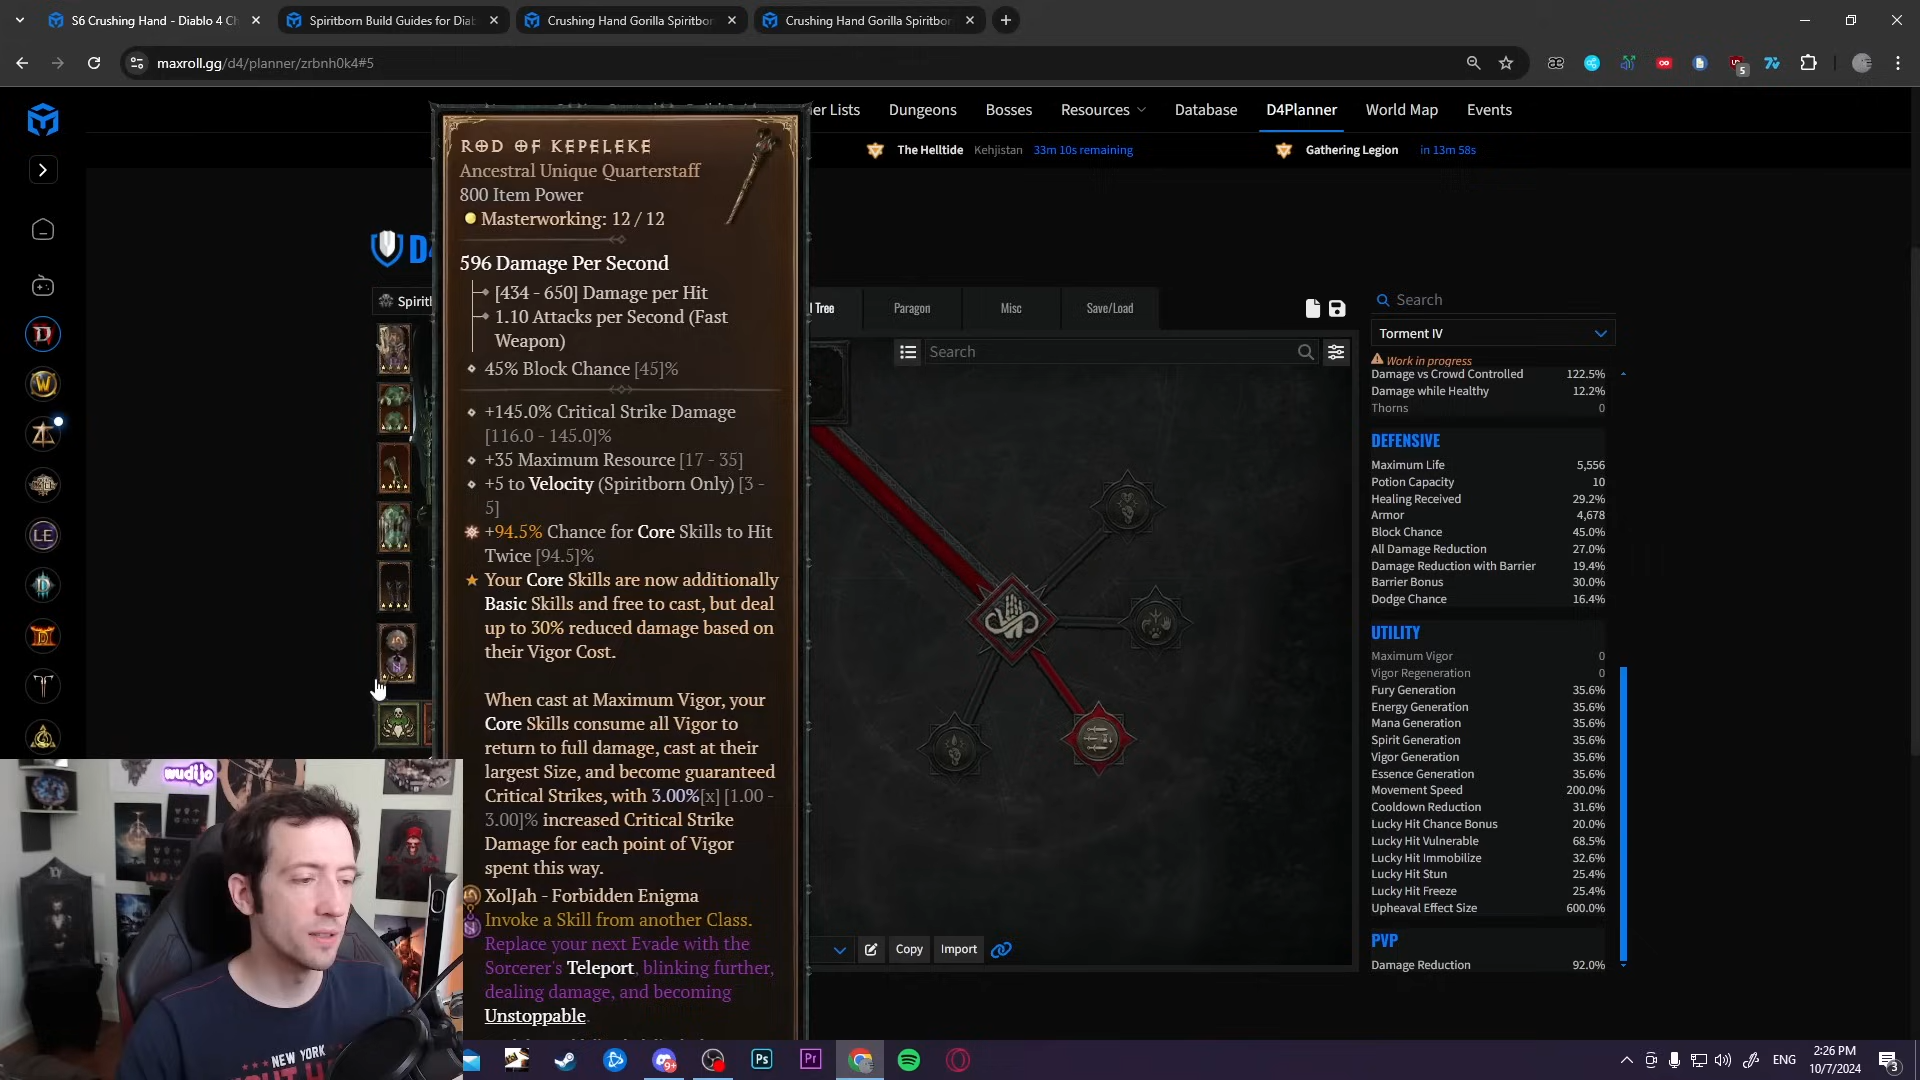 S6 Crushing Hand - Diablo 4 Ch
Spiritborn Build Guides for Diab
Crushing Hand Gorilla Spiritbor
Crushing Hand Gorilla Spiritbor
maxroll.gg/d4/planner/zrbnh0k4#5
5
er Lists
Dungeons
Bosses
Resources
Database
D4Planner
World Map
Events
The Helltide Kehjistan 33m 10s remaining
Gathering Legion in 13m 58s
D4
Spiritb
l Tree
Paragon
Misc
Save/Load
Search
ROD OF KEPELEKE
Ancestral Unique Quarterstaff
800 Item Power
Masterworking: 12 / 12
596 Damage Per Second
[434 - 650] Damage per Hit
1.10 Attacks per Second (Fast
Weapon)
45% Block Chance [45]%
+145.0% Critical Strike Damage
[116.0 - 145.0]%
+35 Maximum Resource [17 - 35]
+5 to Velocity (Spiritborn Only) [3 -
5]
+94.5% Chance for Core Skills to Hit
Twice [94.5]%
Your Core Skills are now additionally
Basic Skills and free to cast, but deal
up to 30% reduced damage based on
their Vigor Cost.
When cast at Maximum Vigor, your
Core Skills consume all Vigor to
return to full damage, cast at their
largest Size, and become guaranteed
Critical Strikes, with 3.00%[x] [1.00 -
3.00]% increased Critical Strike
Damage for each point of Vigor
spent this way.
XolJah - Forbidden Enigma
Invoke a Skill from another Class.
Replace your next Evade with the
Sorcerer's Teleport, blinking further,
dealing damage, and becoming
Unstoppable.
Copy
Import
Search
Torment IV
Work in progress
Damage vs Crowd Controlled 122.5%
Damage while Healthy 12.2%
Thorns 0
DEFENSIVE
Maximum Life 5,556
Potion Capacity 10
Healing Received 29.2%
Armor 4,678
Block Chance 45.0%
All Damage Reduction 27.0%
Damage Reduction with Barrier 19.4%
Barrier Bonus 30.0%
Dodge Chance 16.4%
UTILITY
Maximum Vigor 0
Vigor Regeneration 0
Fury Generation 35.6%
Energy Generation 35.6%
Mana Generation 35.6%
Spirit Generation 35.6%
Vigor Generation 35.6%
Essence Generation 35.6%
Movement Speed 200.0%
Cooldown Reduction 31.6%
Lucky Hit Chance Bonus 20.0%
Lucky Hit Vulnerable 68.5%
Lucky Hit Immobilize 32.6%
Lucky Hit Stun 25.4%
Lucky Hit Freeze 25.4%
Upheaval Effect Size 600.0%
PVP
Damage Reduction 92.0%
LE
wudijo
NEW YORK
9+
Ps
Pr
ENG
2:26 PM
10/7/2024
3